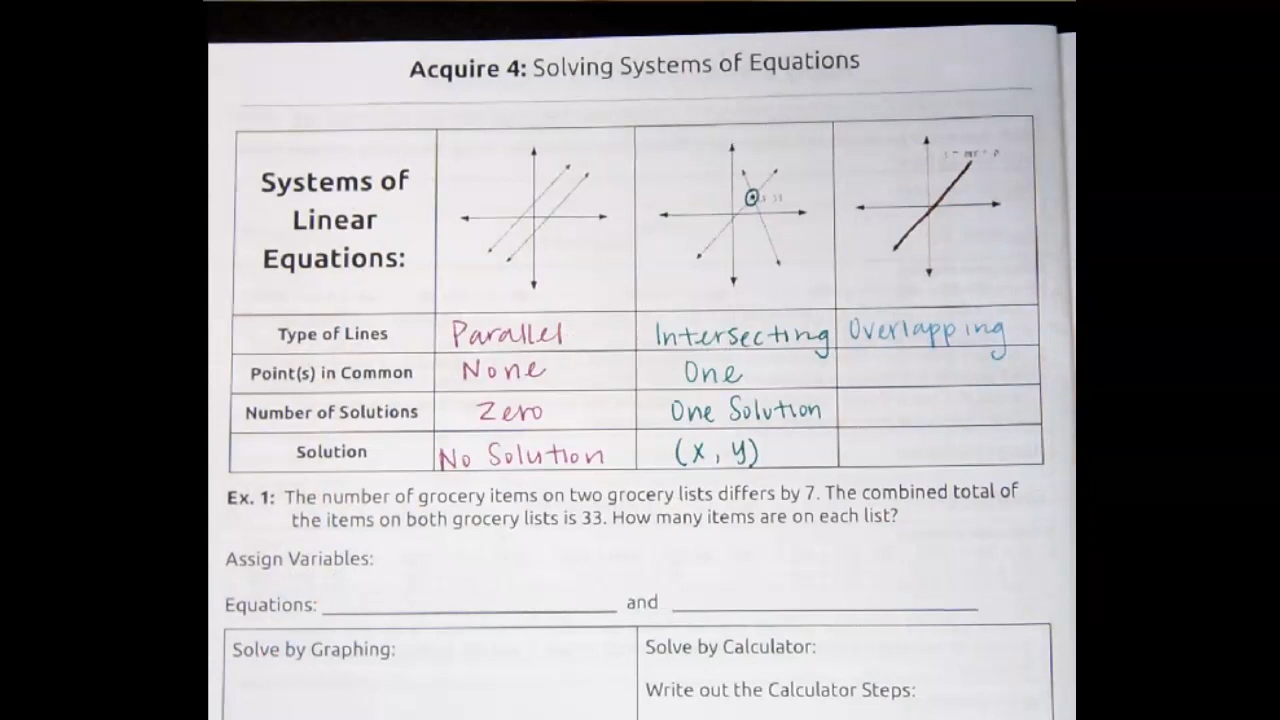 Acquire 4: Solving Systems of Equations
Systems of
Linear
Equations:
Type of Lines Parallel Intersecting Overlapping
Point(s) in Common None One
Number of Solutions Zero One Solution
Solution No Solution (x, y)
Ex. 1: The number of grocery items on two grocery lists differs by 7. The combined total of
the items on both grocery lists is 33. How many items are on each list?
Assign Variables:
Equations: and
Solve by Graphing: Solve by Calculator:
Write out the Calculator Steps: